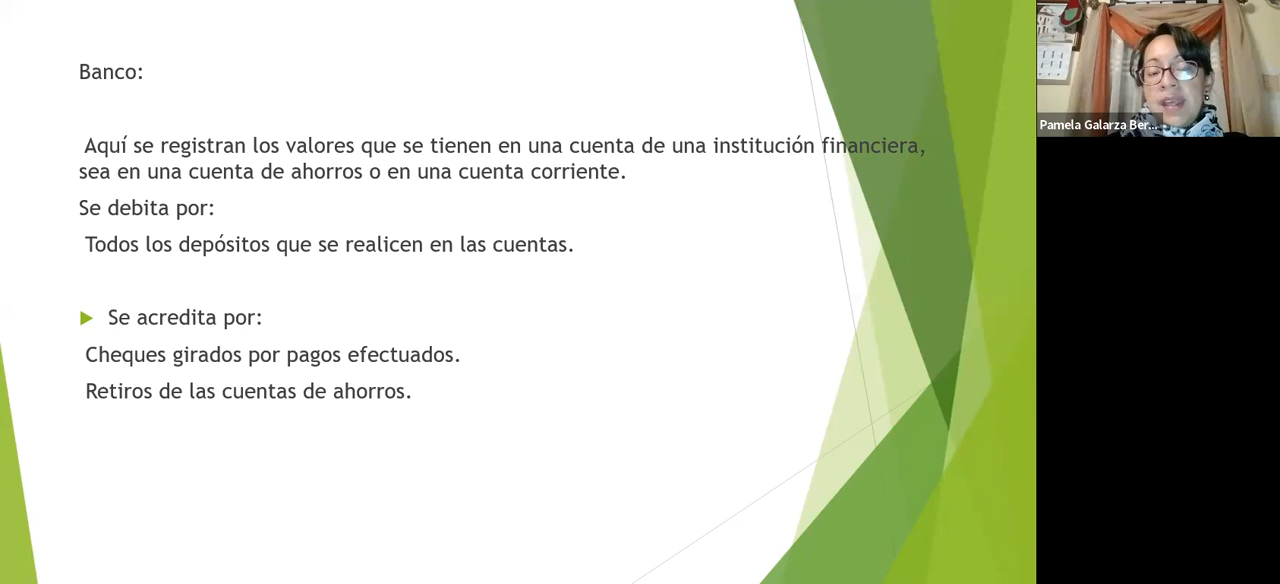 Banco:
Aquí se registran los valores que se tienen en una cuenta de una institución financiera,
sea en una cuenta de ahorros o en una cuenta corriente.
Se debita por:
Todos los depósitos que se realicen en las cuentas.
Se acredita por:
Cheques girados por pagos efectuados.
Retiros de las cuentas de ahorros.
Pamela Galarza Ber...